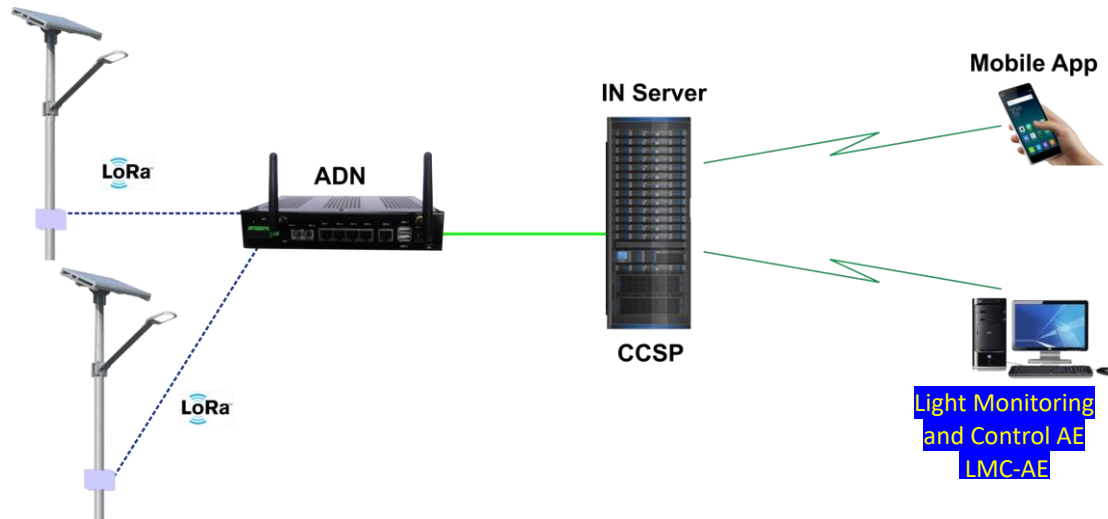 Mobile App
IN Server
LoRa
ADN
CCSP
LoRa
Light Monitoring
and Control AE
LMC-AE